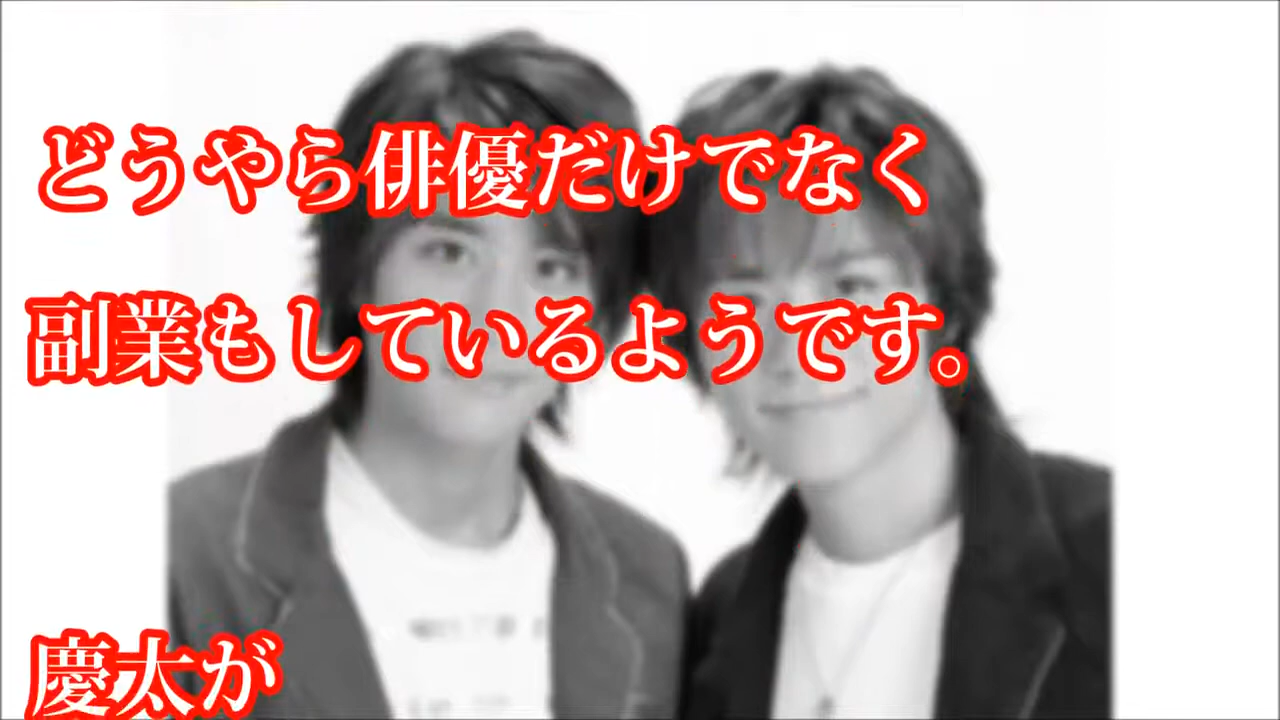 どうやら俳優だけでなく
副業もしているようです。
慶太が